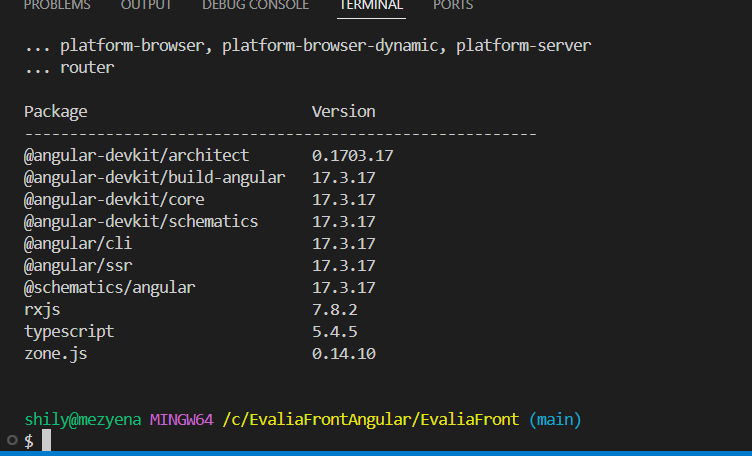 PROBLEMS OUTPUT DEBUG CONSOLE TERMINAL PORTS
... platform-browser, platform-browser-dynamic, platform-server
... router
Package Version
---------------------------------------------------------
@angular-devkit/architect 0.1703.17
@angular-devkit/build-angular 17.3.17
@angular-devkit/core 17.3.17
@angular-devkit/schematics 17.3.17
@angular/cli 17.3.17
@angular/ssr 17.3.17
@schematics/angular 17.3.17
rxjs 7.8.2
typescript 5.4.5
zone.js 0.14.10
shily@mezyena MINGW64 /c/EvaliaFrontAngular/EvaliaFront (main)
$